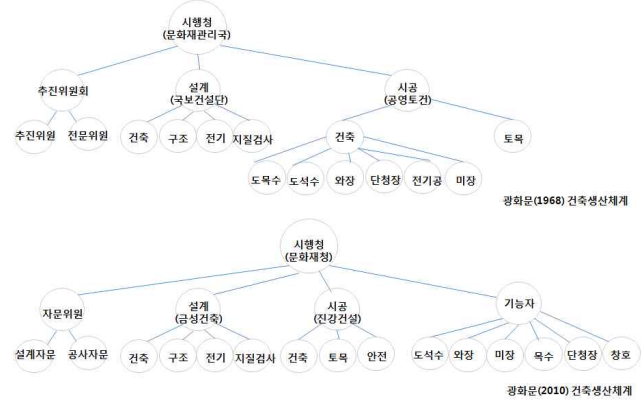 시행청
(문화재관리국)
추진위원회
설계
(국보건설단)
시공
(공영토건)
추진위원
전문위원
건축
구조
전기
지질검사
건축
토목
도목수
도석수
와장
단청장
전기공
미장
광화문(1968) 건축생산체계
시행청
(문화재청)
자문위원
설계
(금성건축)
시공
(진강건설)
기능자
설계자문
공사자문
건축
구조
전기
지질검사
건축
토목
안전
도석수
와장
미장
목수
단청장
창호
광화문(2010) 건축생산체계